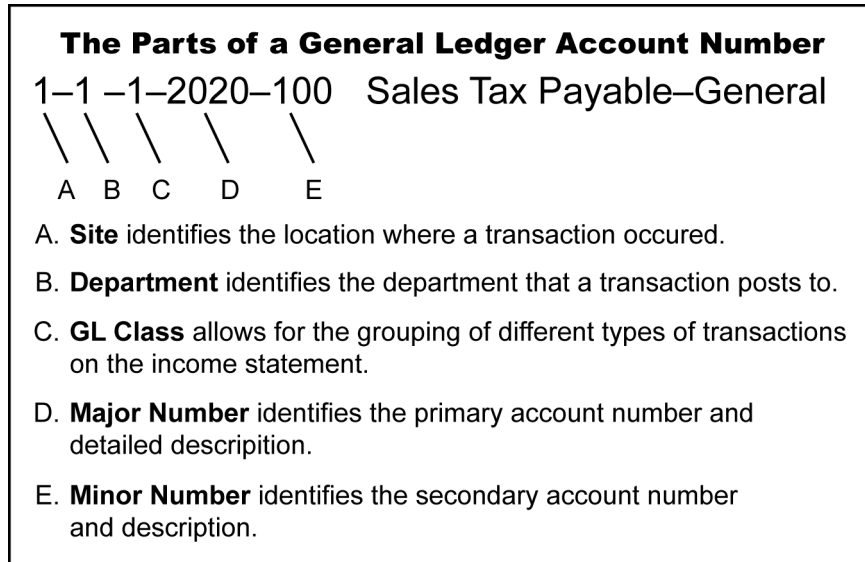 The Parts of a General Ledger Account Number
1–1 –1–2020–100 Sales Tax Payable–General
A B C D E
A. Site identifies the location where a transaction occured.
B. Department identifies the department that a transaction posts to.
C. GL Class allows for the grouping of different types of transactions
on the income statement.
D. Major Number identifies the primary account number and
detailed descripition.
E. Minor Number identifies the secondary account number
and description.